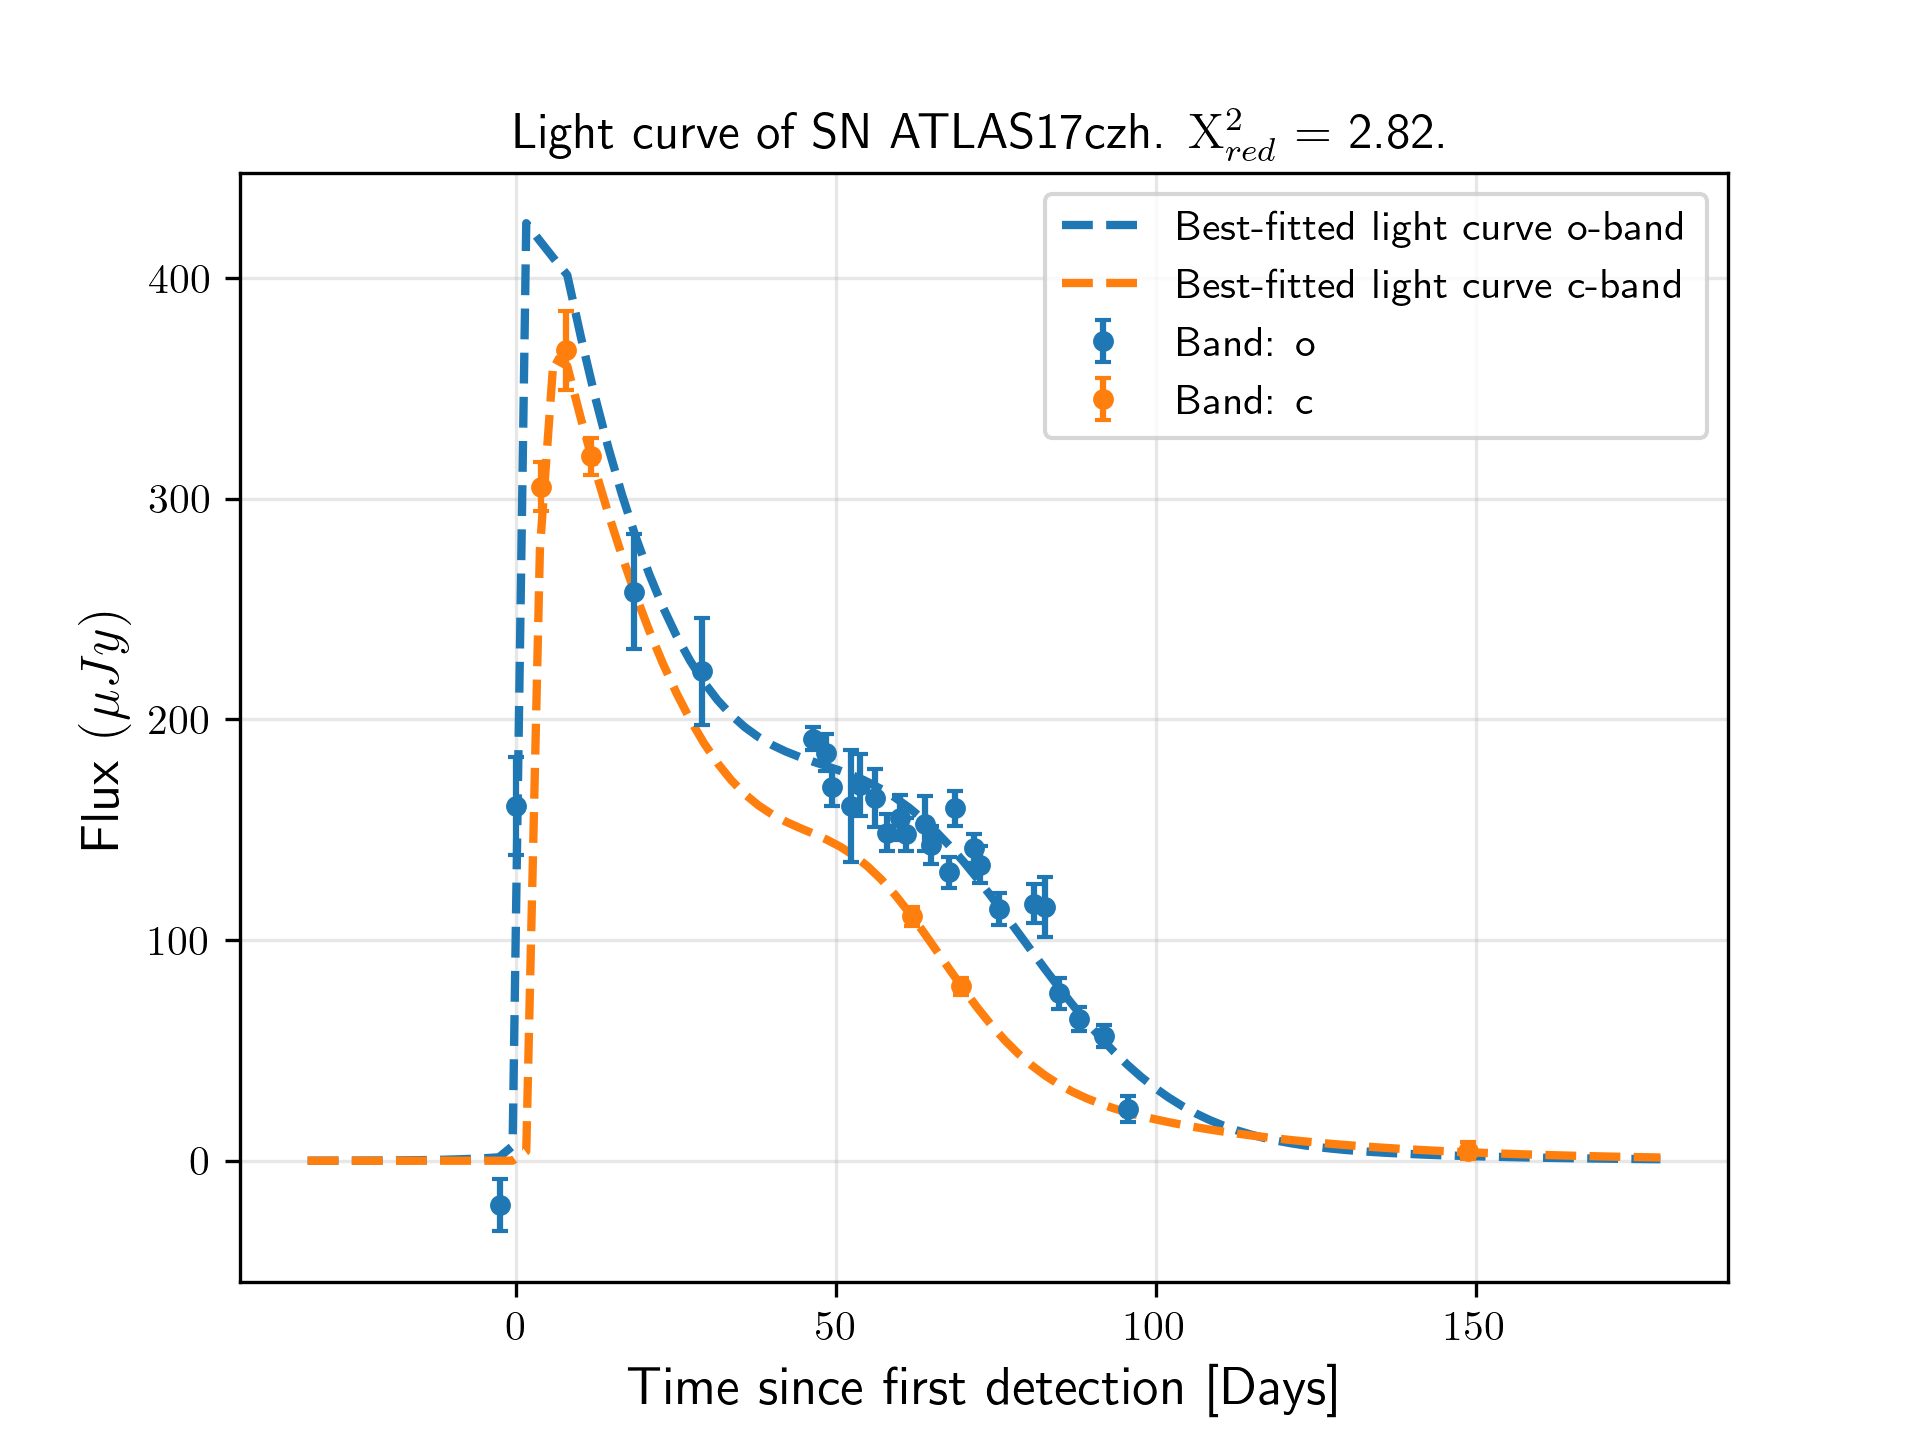 Light curve of SN ATLAS17czh. X²_red = 2.82.
Best-fitted light curve o-band
Best-fitted light curve c-band
Band: o
Band: c
400
300
200
100
0
Flux (μJy)
0 50 100 150
Time since first detection [Days]